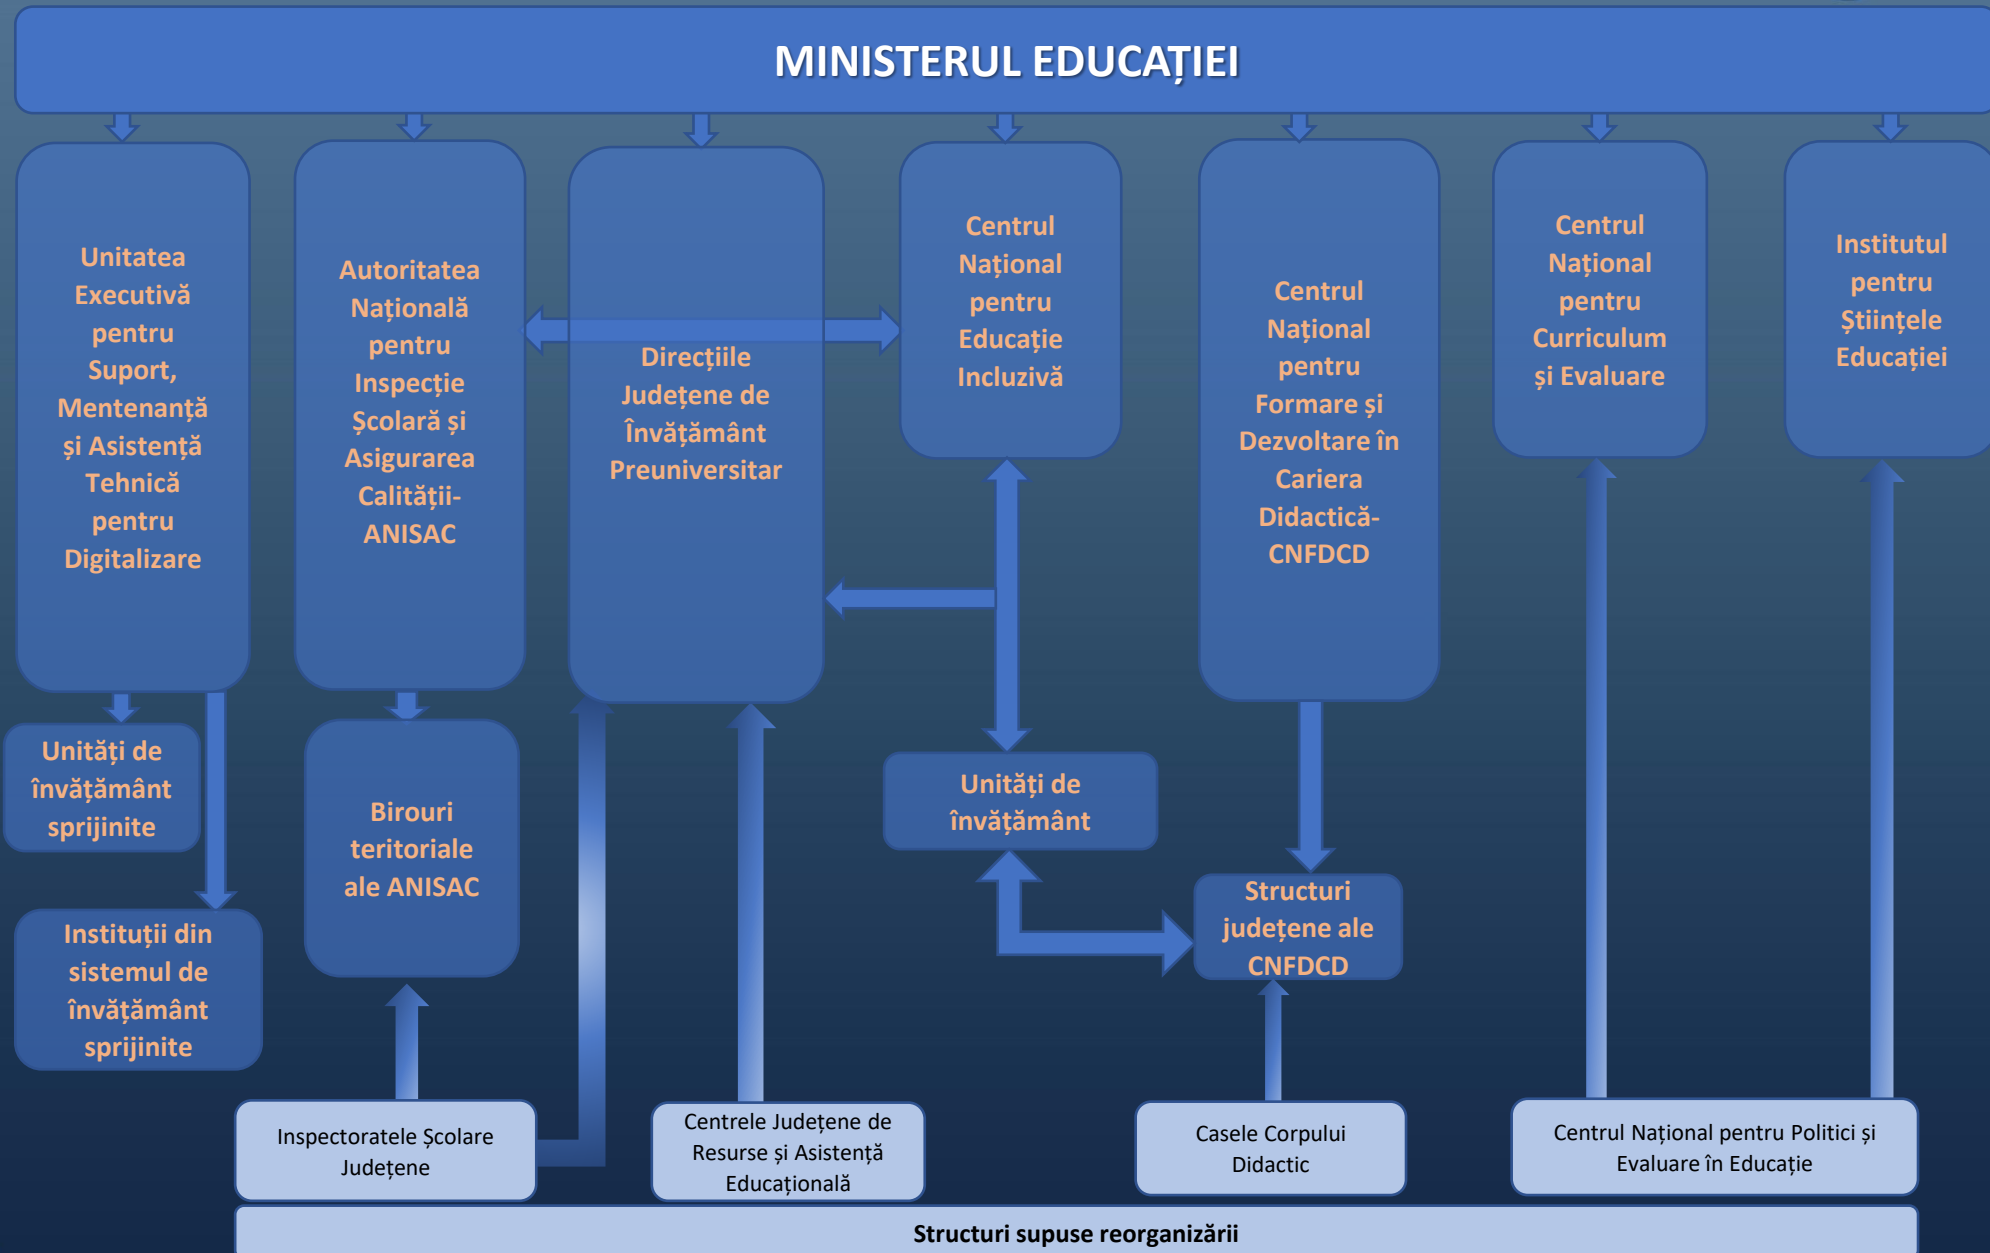 MINISTERUL EDUCAȚIEI
Unitatea
Executivă
pentru
Suport,
Mentenanță
și Asistență
Tehnică
pentru
Digitalizare
Autoritatea
Națională
pentru
Inspecție
Școlară și
Asigurarea
Calității-
ANISAC
Direcțiile
Județene de
Învățământ
Preuniversitar
Centrul
Național
pentru
Educație
Incluzivă
Centrul
Național
pentru
Formare și
Dezvoltare în
Cariera
Didactică-
CNFDCD
Centrul
Național
pentru
Curriculum
și Evaluare
Institutul
pentru
Științele
Educației
Unități de
învățământ
sprijinite
Instituții din
sistemul de
învățământ
sprijinite
Birouri
teritoriale
ale ANISAC
Unități de
învățământ
Structuri
județene ale
CNFDCD
Inspectoratele Școlare
Județene
Centrele Județene de
Resurse și Asistență
Educațională
Casele Corpului
Didactic
Centrul Național pentru Politici și
Evaluare în Educație
Structuri supuse reorganizării